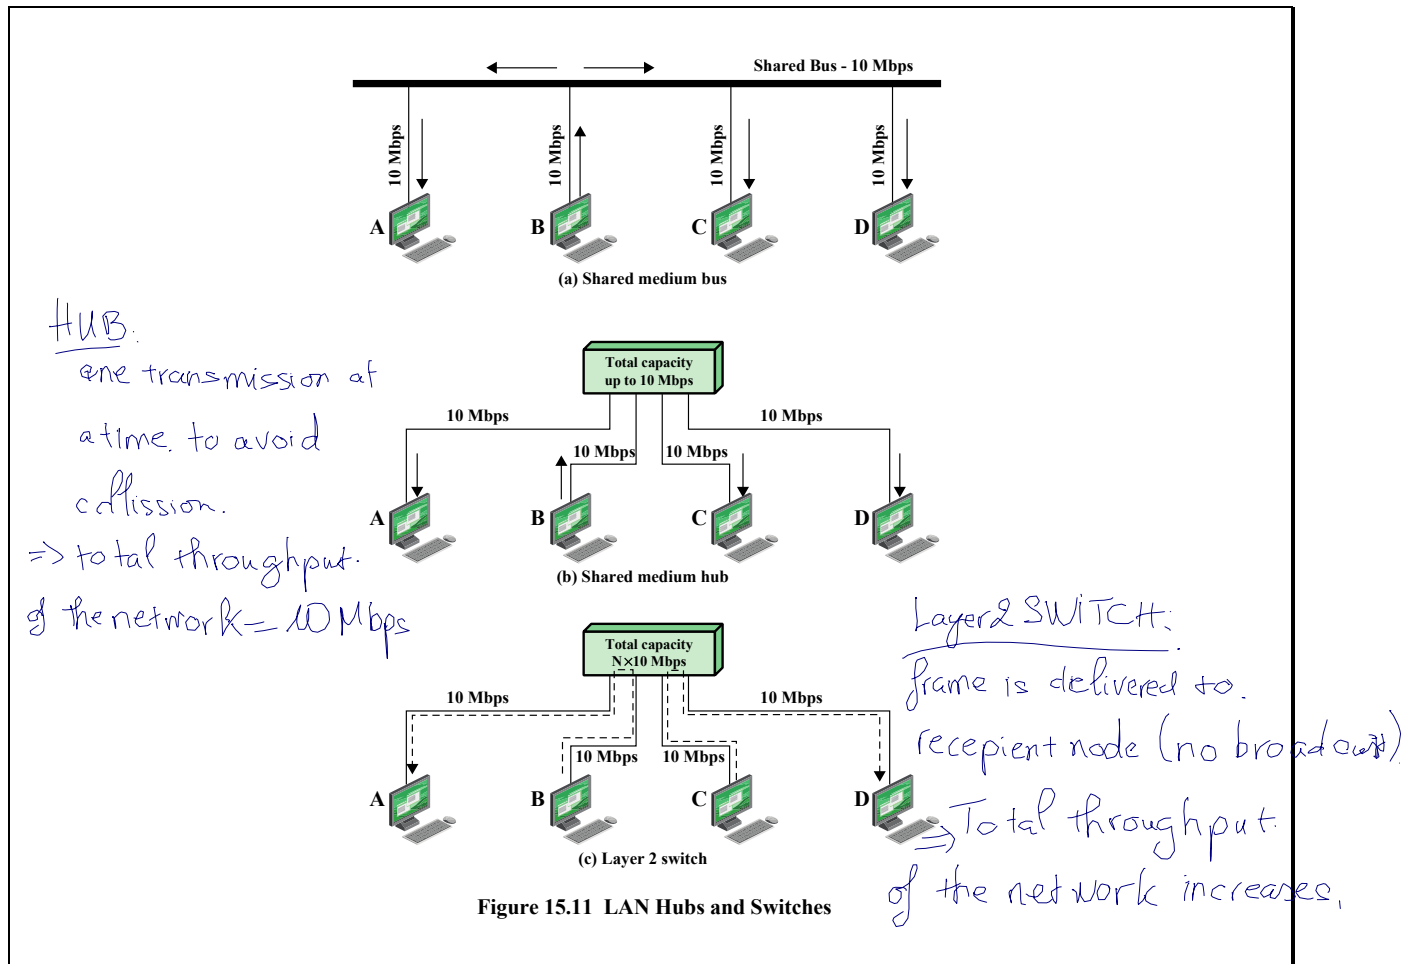 Shared Bus - 10 Mbps
10 Mbps
10 Mbps
10 Mbps
10 Mbps
A
B
C
D
(a) Shared medium bus
HUB:
one transmission at
a time. to avoid
collission.
=> total throughput.
of the network = 10 Mbps
Total capacity
up to 10 Mbps
10 Mbps
10 Mbps
10 Mbps
10 Mbps
A
B
C
D
(b) Shared medium hub
Total capacity
N×10 Mbps
10 Mbps
10 Mbps
10 Mbps
10 Mbps
A
B
C
D
(c) Layer 2 switch
Layer 2 SWITCH:
frame is delivered to.
recepient node (no broadcast)
=> Total throughput.
of the network increases.
Figure 15.11 LAN Hubs and Switches